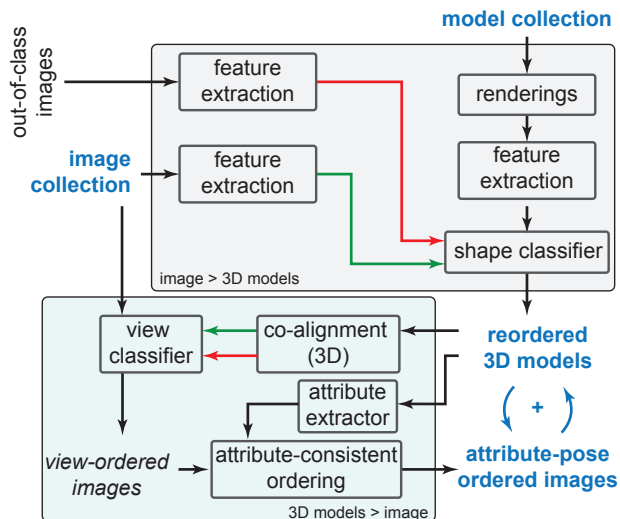 model collection
out-of-class
images
feature
extraction
renderings
image
collection
feature
extraction
feature
extraction
shape classifier
image > 3D models
view
classifier
co-alignment
(3D)
reordered
3D models
attribute
extractor
+
view-ordered
images
attribute-consistent
ordering
attribute-pose
ordered images
3D models > image